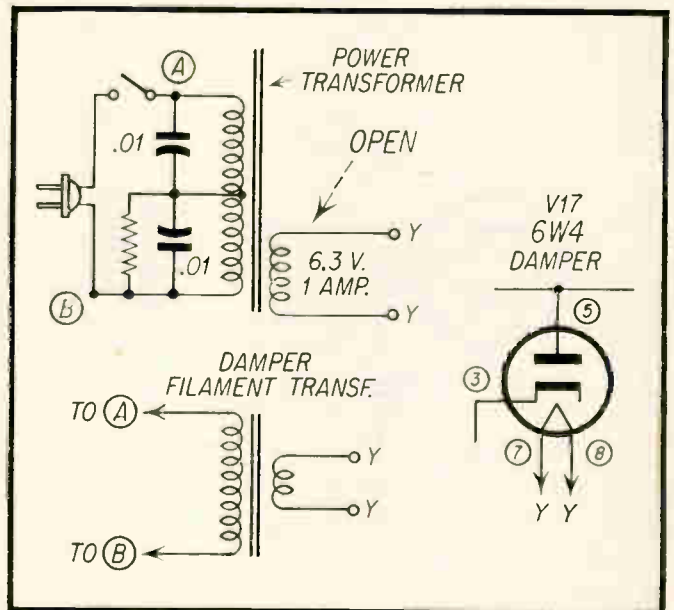 A
POWER
TRANSFORMER
.01
OPEN
.01
6.3 V.
1 AMP.
Y
Y
B
V17
6W4
DAMPER
5
3
7
8
Y Y
DAMPER
FILAMENT TRANSF.
TO A
Y
Y
TO B